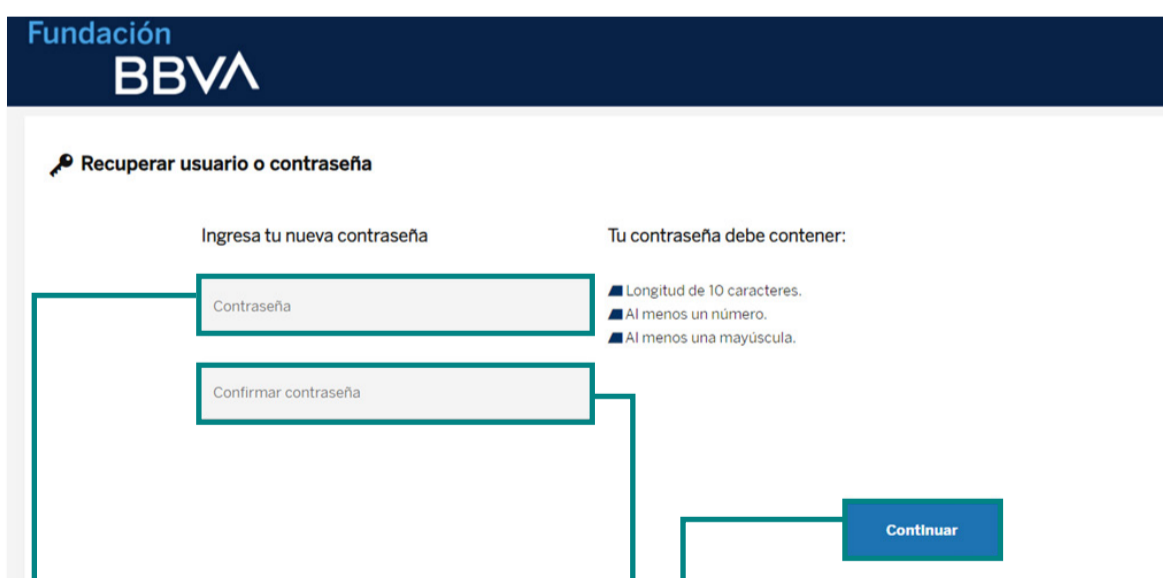 Fundación
BBVA
Recuperar usuario o contraseña
Ingresa tu nueva contraseña
Tu contraseña debe contener:
Contraseña
Longitud de 10 caracteres.
Al menos un número.
Al menos una mayúscula.
Confirmar contraseña
Continuar